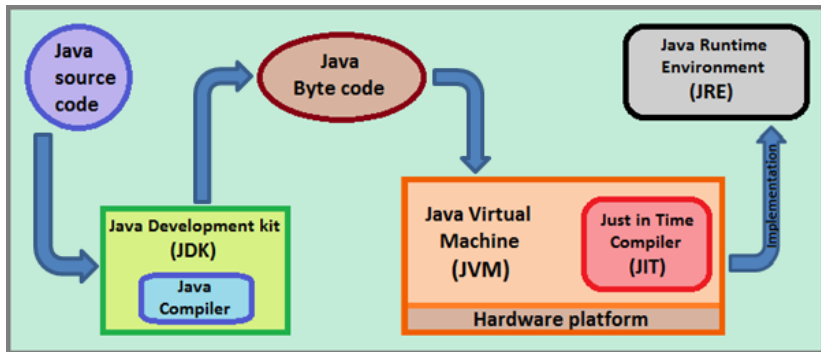 Java
source
code
Java
Byte code
Java Runtime
Environment
(JRE)
Java Development kit
(JDK)
Java
Compiler
Java Virtual
Machine
(JVM)
Just in Time
Compiler
(JIT)
Hardware platform
Implementation